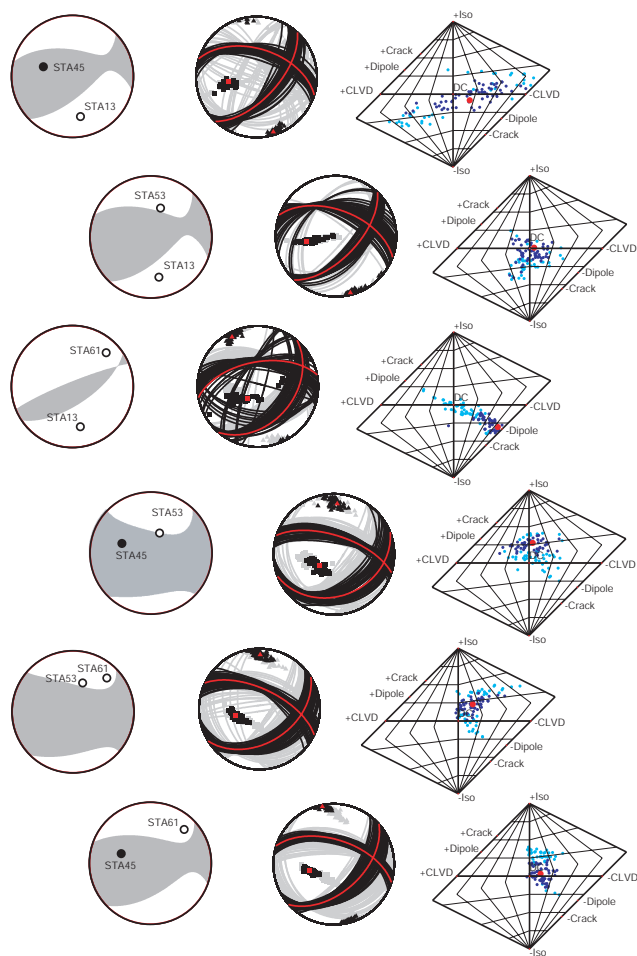 STA45
STA13
+Iso
+Crack
+Dipole
+CLVD
DC
-CLVD
-Dipole
-Crack
-Iso
STA53
STA13
+Iso
+Crack
+Dipole
+CLVD
DC
-CLVD
-Dipole
-Crack
-Iso
STA61
STA13
+Iso
+Crack
+Dipole
+CLVD
DC
-CLVD
-Dipole
-Crack
-Iso
STA53
STA45
+Iso
+Crack
+Dipole
+CLVD
-CLVD
-Dipole
-Crack
-Iso
STA61
STA53
+Iso
+Crack
+Dipole
+CLVD
-CLVD
-Dipole
-Crack
-Iso
STA61
STA45
+Iso
+Crack
+Dipole
+CLVD
-CLVD
-Dipole
-Crack
-Iso